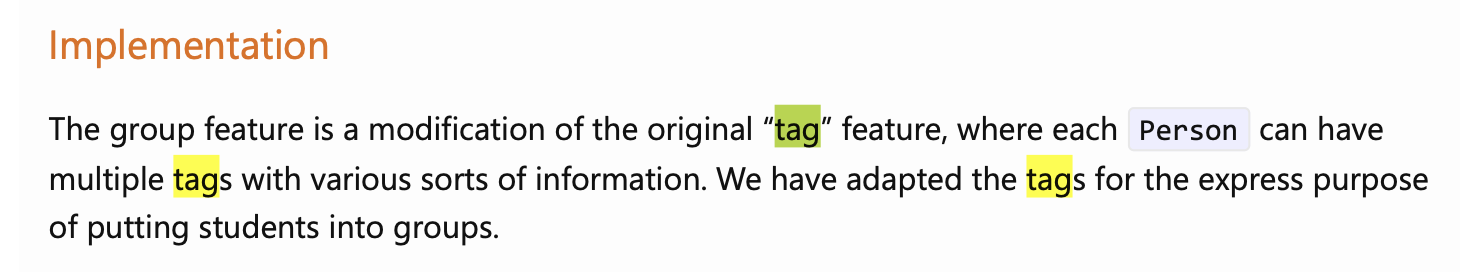 Implementation
The group feature is a modification of the original “tag” feature, where each Person can have
multiple tags with various sorts of information. We have adapted the tags for the express purpose
of putting students into groups.